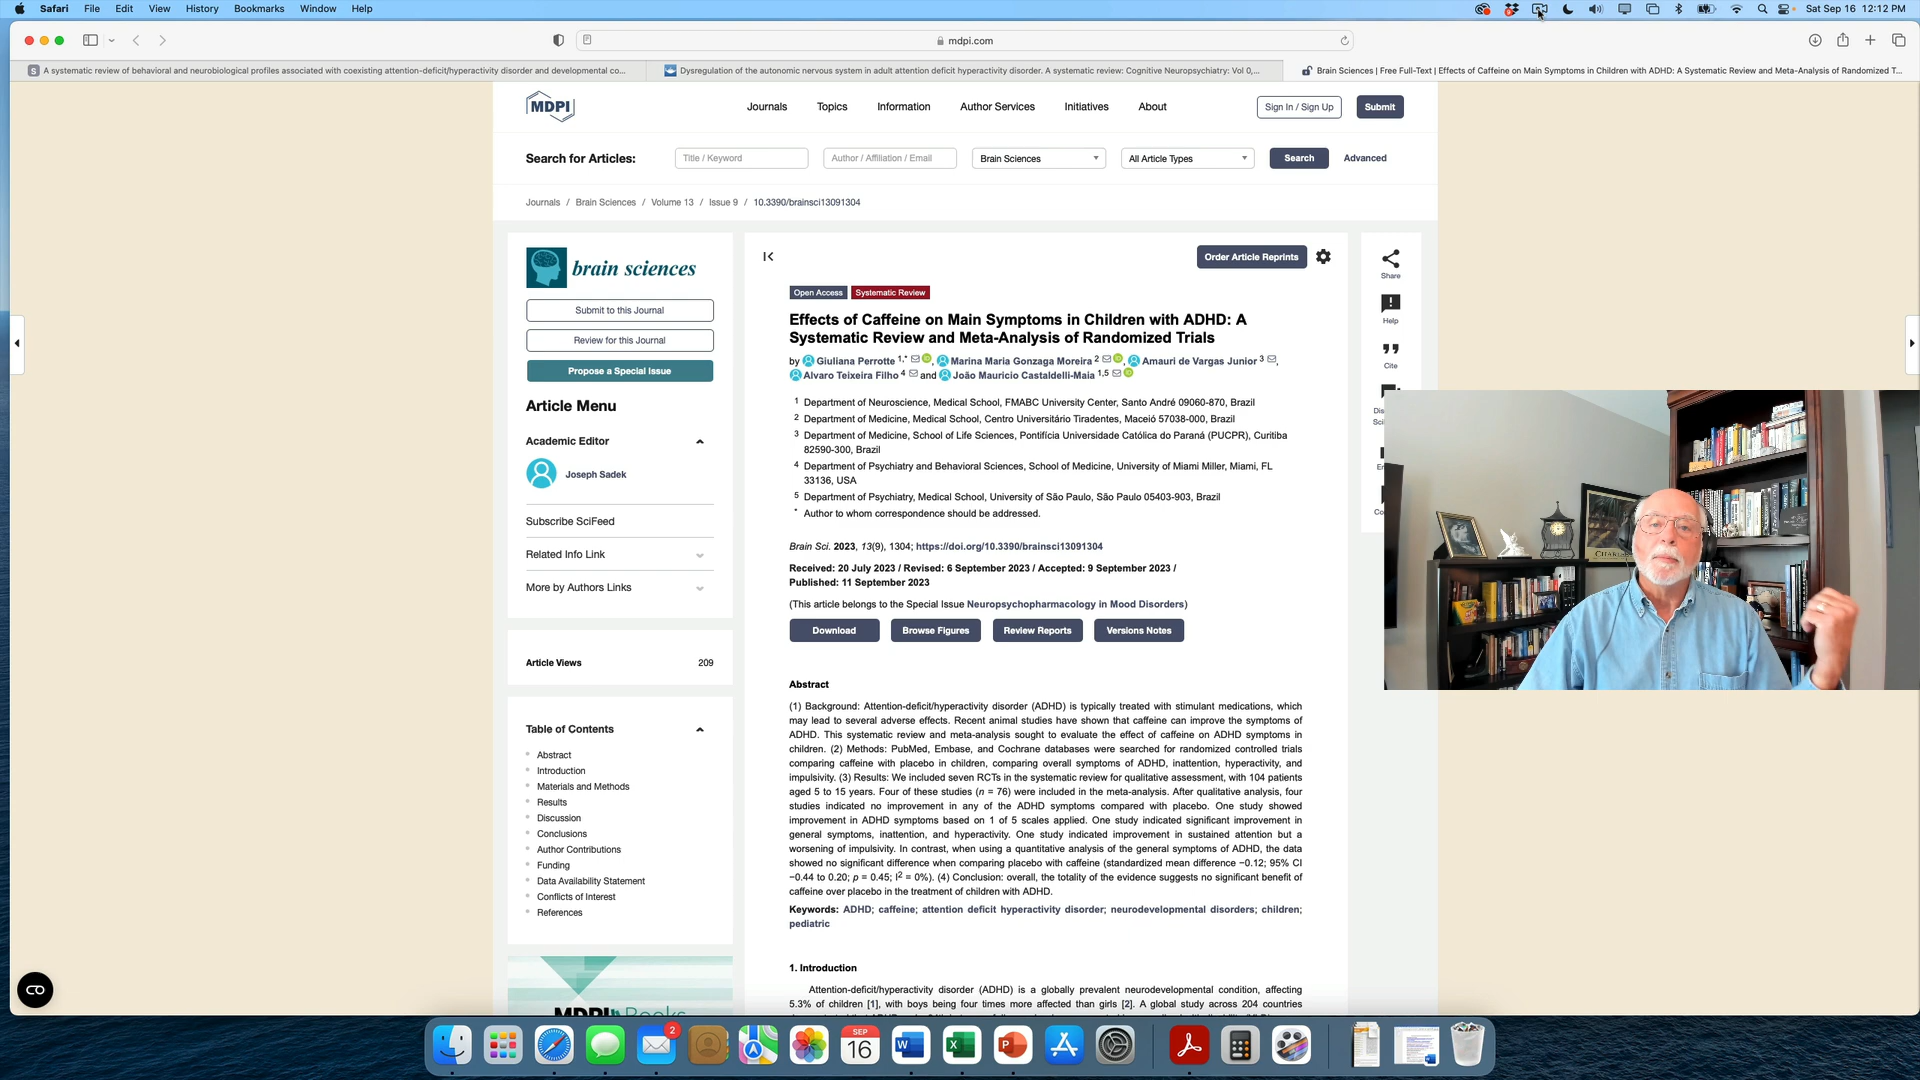 Safari File Edit View History Bookmarks Window Help
Sat Sep 16 12:12 PM
mdpi.com
A systematic review of behavioral and neurobiological profiles associated with coexisting attention-deficit/hyperactivity disorder and developmental co...
Dysregulation of the autonomic nervous system in adult attention deficit hyperactivity disorder. A systematic review: Cognitive Neuropsychiatry: Vol 0,...
Brain Sciences | Free Full-Text | Effects of Caffeine on Main Symptoms in Children with ADHD: A Systematic Review and Meta-Analysis of Randomized T...
MDPI
Journals Topics Information Author Services Initiatives About
Sign In / Sign Up Submit
Search for Articles:
Title / Keyword
Author / Affiliation / Email
Brain Sciences
All Article Types
Search
Advanced
Journals / Brain Sciences / Volume 13 / Issue 9 / 10.3390/brainsci13091304
brain sciences
Submit to this Journal
Review for this Journal
Propose a Special Issue
Article Menu
Academic Editor
Joseph Sadek
Subscribe SciFeed
Related Info Link
More by Authors Links
Article Views 209
Table of Contents
Abstract
Introduction
Materials and Methods
Results
Discussion
Conclusions
Author Contributions
Funding
Data Availability Statement
Conflicts of Interest
References
Order Article Reprints
Open Access Systematic Review
Effects of Caffeine on Main Symptoms in Children with ADHD: A
Systematic Review and Meta-Analysis of Randomized Trials
by Giuliana Perrotte 1,* , Marina Maria Gonzaga Moreira 2 , Amauri de Vargas Junior 3 ,
Alvaro Teixeira Filho 4 and João Mauricio Castaldelli-Maia 1,5
1 Department of Neuroscience, Medical School, FMABC University Center, Santo André 09060-870, Brazil
2 Department of Medicine, Medical School, Centro Universitário Tiradentes, Maceió 57038-000, Brazil
3 Department of Medicine, School of Life Sciences, Pontifícia Universidade Católica do Paraná (PUCPR), Curitiba
82590-300, Brazil
4 Department of Psychiatry and Behavioral Sciences, School of Medicine, University of Miami Miller, Miami, FL
33136, USA
5 Department of Psychiatry, Medical School, University of São Paulo, São Paulo 05403-903, Brazil
* Author to whom correspondence should be addressed.
Brain Sci. 2023, 13(9), 1304; https://doi.org/10.3390/brainsci13091304
Received: 20 July 2023 / Revised: 6 September 2023 / Accepted: 9 September 2023 /
Published: 11 September 2023
(This article belongs to the Special Issue Neuropsychopharmacology in Mood Disorders)
Download Browse Figures Review Reports Versions Notes
Abstract
(1) Background: Attention-deficit/hyperactivity disorder (ADHD) is typically treated with stimulant medications, which
may lead to several adverse effects. Recent animal studies have shown that caffeine can improve the symptoms of
ADHD. This systematic review and meta-analysis sought to evaluate the effect of caffeine on ADHD symptoms in
children. (2) Methods: PubMed, Embase, and Cochrane databases were searched for randomized controlled trials
comparing caffeine with placebo in children, comparing overall symptoms of ADHD, inattention, hyperactivity, and
impulsivity. (3) Results: We included seven RCTs in the systematic review for qualitative assessment, with 104 patients
aged 5 to 15 years. Four of these studies (n = 76) were included in the meta-analysis. After qualitative analysis, four
studies indicated no improvement in any of the ADHD symptoms compared with placebo. One study showed
improvement in ADHD symptoms based on 1 of 5 scales applied. One study indicated significant improvement in
general symptoms, inattention, and hyperactivity. One study indicated improvement in sustained attention but a
worsening of impulsivity. In contrast, when using a quantitative analysis of the general symptoms of ADHD, the data
showed no significant difference when comparing placebo with caffeine (standardized mean difference −0.12; 95% CI
−0.44 to 0.20; p = 0.45; I2 = 0%). (4) Conclusion: overall, the totality of the evidence suggests no significant benefit of
caffeine over placebo in the treatment of children with ADHD.
Keywords: ADHD; caffeine; attention deficit hyperactivity disorder; neurodevelopmental disorders; children;
pediatric
1. Introduction
Attention-deficit/hyperactivity disorder (ADHD) is a globally prevalent neurodevelopmental condition, affecting
5.3% of children [1], with boys being four times more affected than girls [2]. A global study across 204 countries
Share
Help
Cite
MDPI Books
2
SEP
16